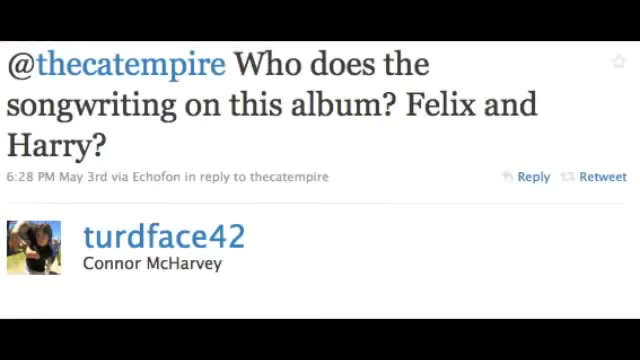 @thecatempire Who does the
songwriting on this album? Felix and
Harry?
6:28 PM May 3rd via Echofon in reply to thecatempire
Reply
Retweet
turdface42
Connor McHarvey